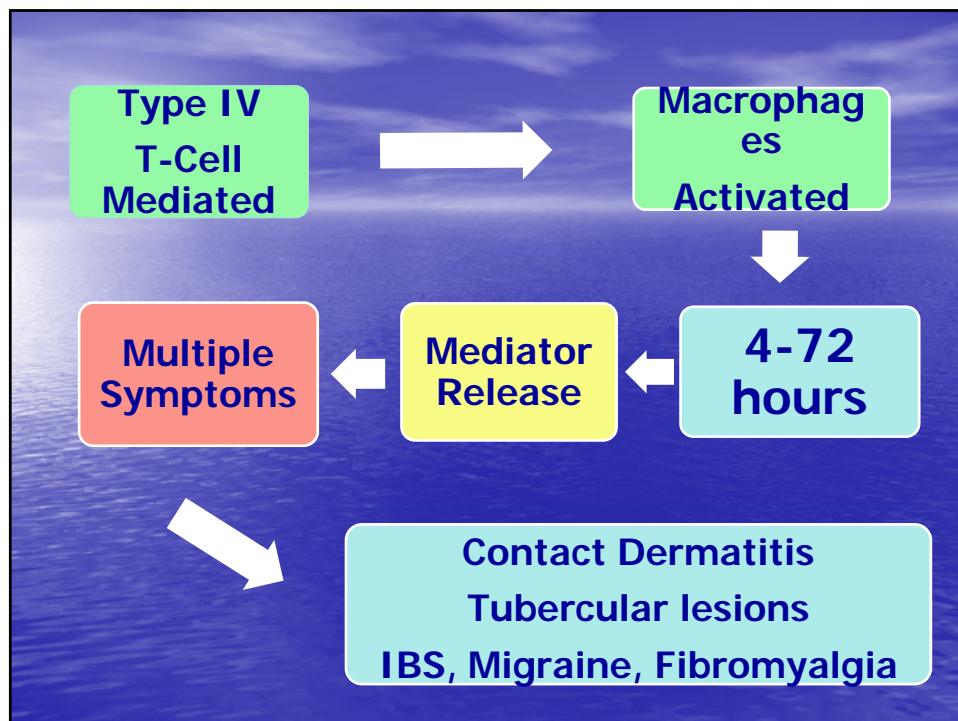 Type IV
T-Cell
Mediated
Macrophag
es
Activated
4-72
hours
Mediator
Release
Multiple
Symptoms
Contact Dermatitis
Tubercular lesions
IBS, Migraine, Fibromyalgia